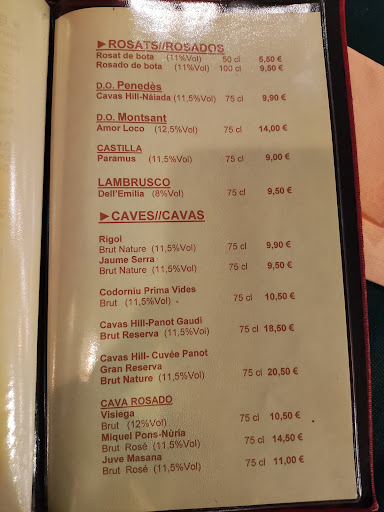 ►ROSATS//ROSADOS
Rosat de bota (11%Vol) 50 cl 5,50 €
Rosado de bota (11%Vol) 100 cl 9,50 €
D.O. Penedès
Cavas Hill-Nàiada (11,5%Vol) 75 cl 9,90 €
D.O. Montsant
Amor Loco (12,5%Vol) 75 cl 14,00 €
CASTILLA
Paramus (11,5%Vol) 75 cl 9,00 €
LAMBRUSCO
Dell'Emilia (8%Vol) 75 cl 9,50 €
►CAVES//CAVAS
Rigol
Brut Nature (11,5%Vol) 75 cl 9,90 €
Jaume Serra
Brut Nature (11,5%Vol) 75 cl 9,50 €
Codorniu Prima Vides
Brut (11,5%Vol) 75 cl 10,50 €
Cavas Hill-Panot Gaudi
Brut Reserva (11,5%Vol) 75 cl 18,50 €
Cavas Hill- Cuvée Panot
Gran Reserva
Brut Nature (11,5%Vol) 75 cl 20,50 €
CAVA ROSADO
Visiega
Brut (12%Vol) 75 cl 10,50 €
Miquel Pons-Núria
Brut Rosé (11,5%Vol) 75 cl 14,50 €
Juve Masana
Brut Rosé (11,5%Vol) 75 cl 11,00 €